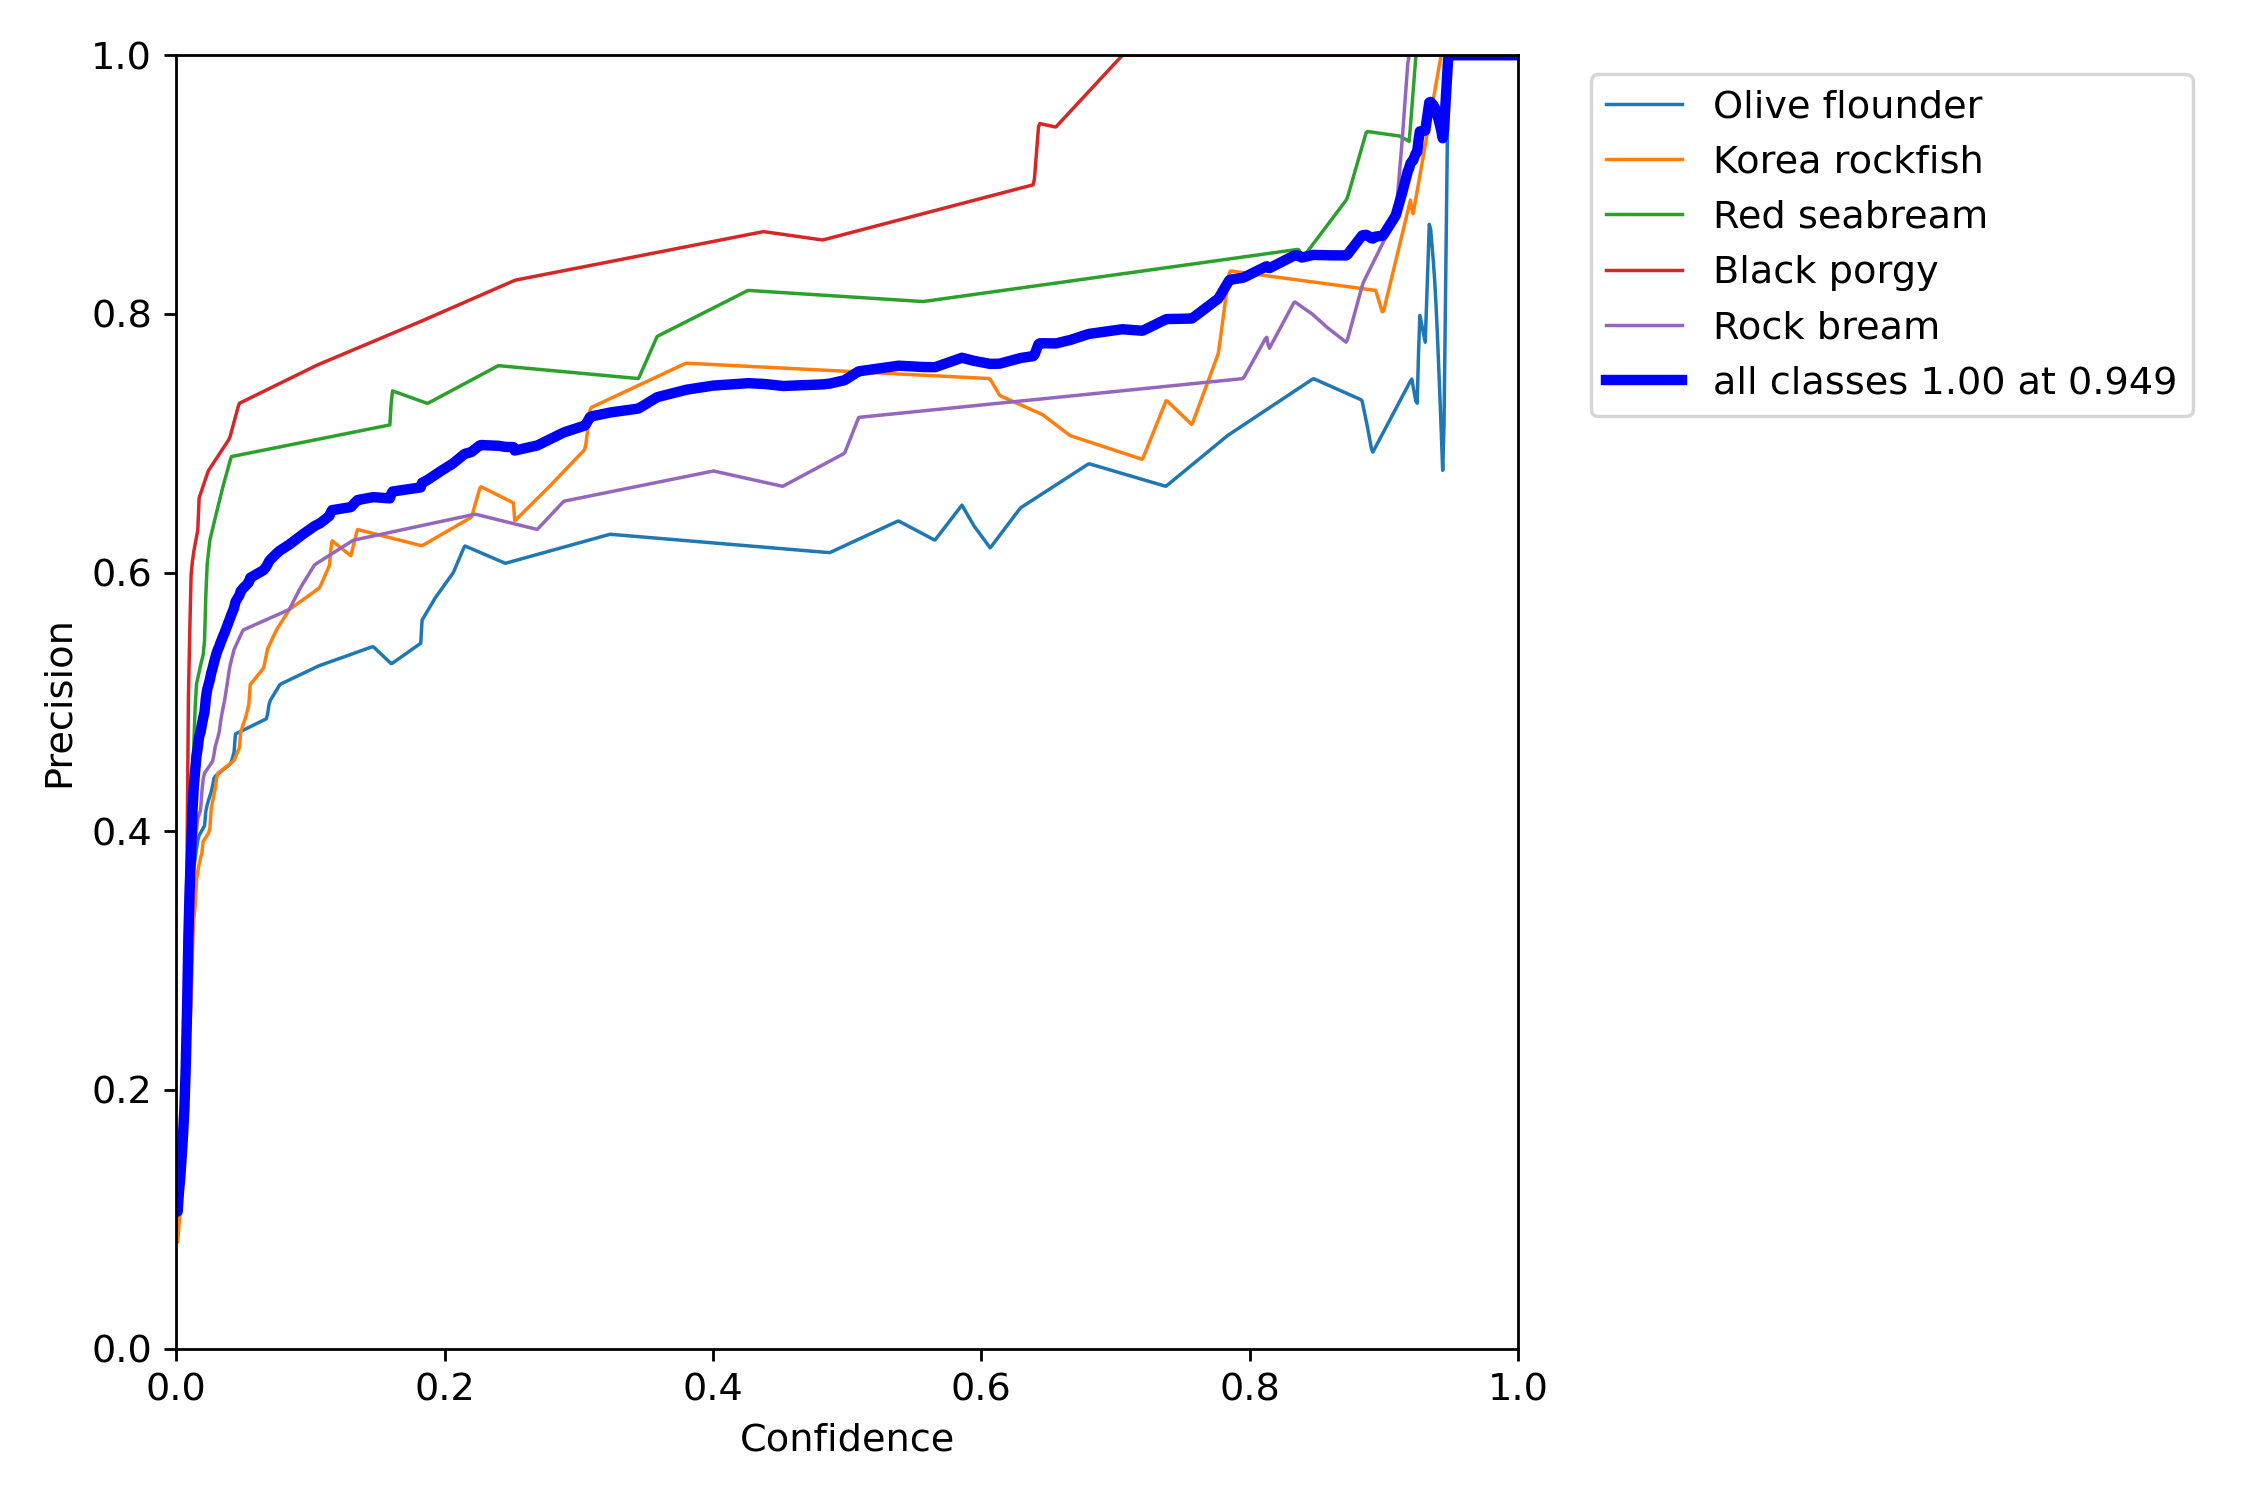 1.0
0.8
0.6
0.4
0.2
0.0
Precision
0.0 0.2 0.4 0.6 0.8 1.0
Confidence
Olive flounder
Korea rockfish
Red seabream
Black porgy
Rock bream
all classes 1.00 at 0.949